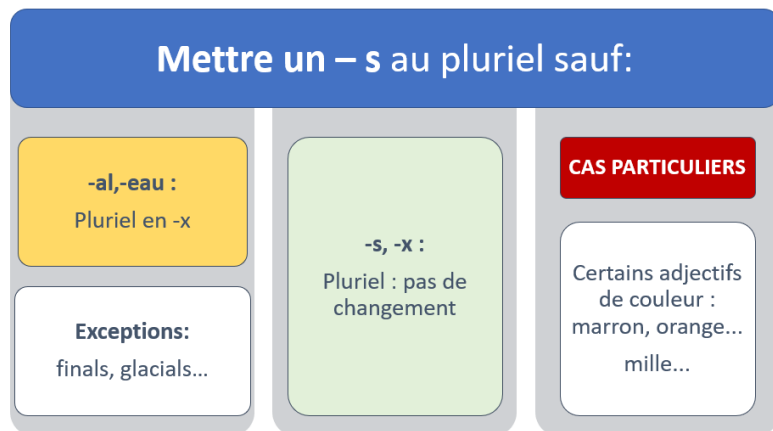 Mettre un – s au pluriel sauf:
-al,-eau :
Pluriel en -x
Exceptions:
finals, glacials...
-s, -x :
Pluriel : pas de
changement
CAS PARTICULIERS
Certains adjectifs
de couleur :
marron, orange...
mille...